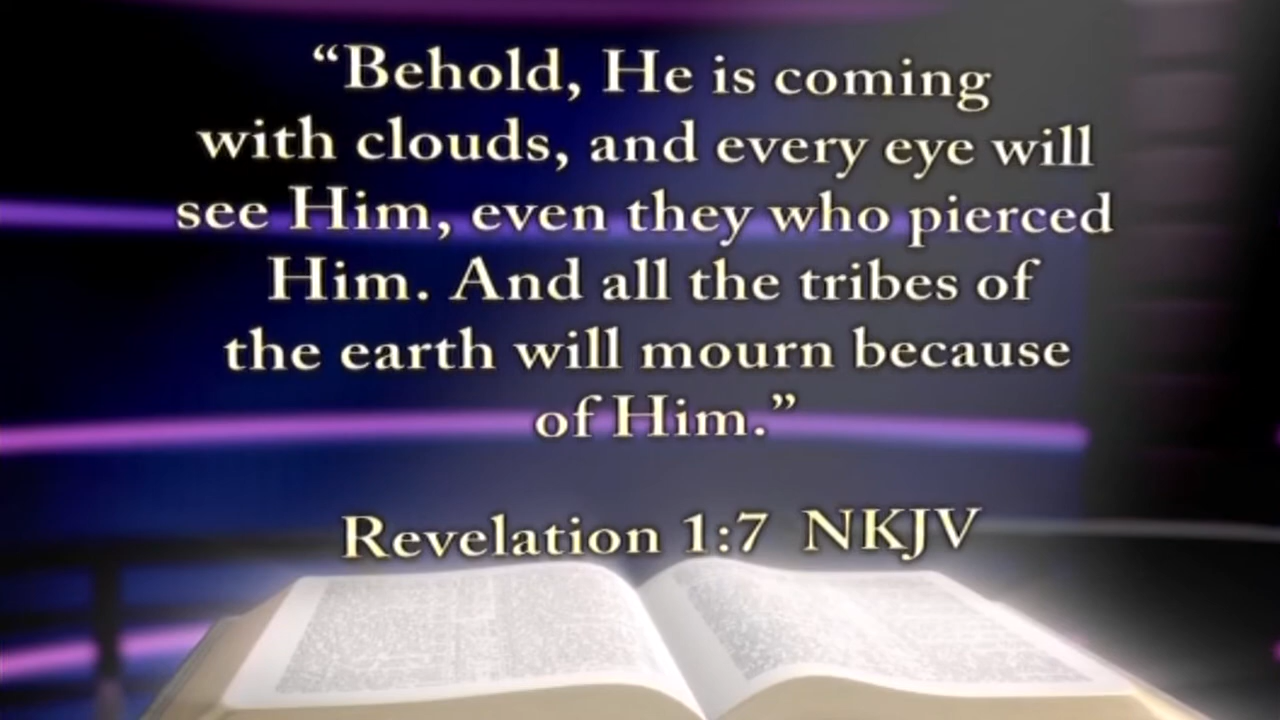 “Behold, He is coming
with clouds, and every eye will
see Him, even they who pierced
Him. And all the tribes of
the earth will mourn because
of Him.”
Revelation 1:7 NKJV